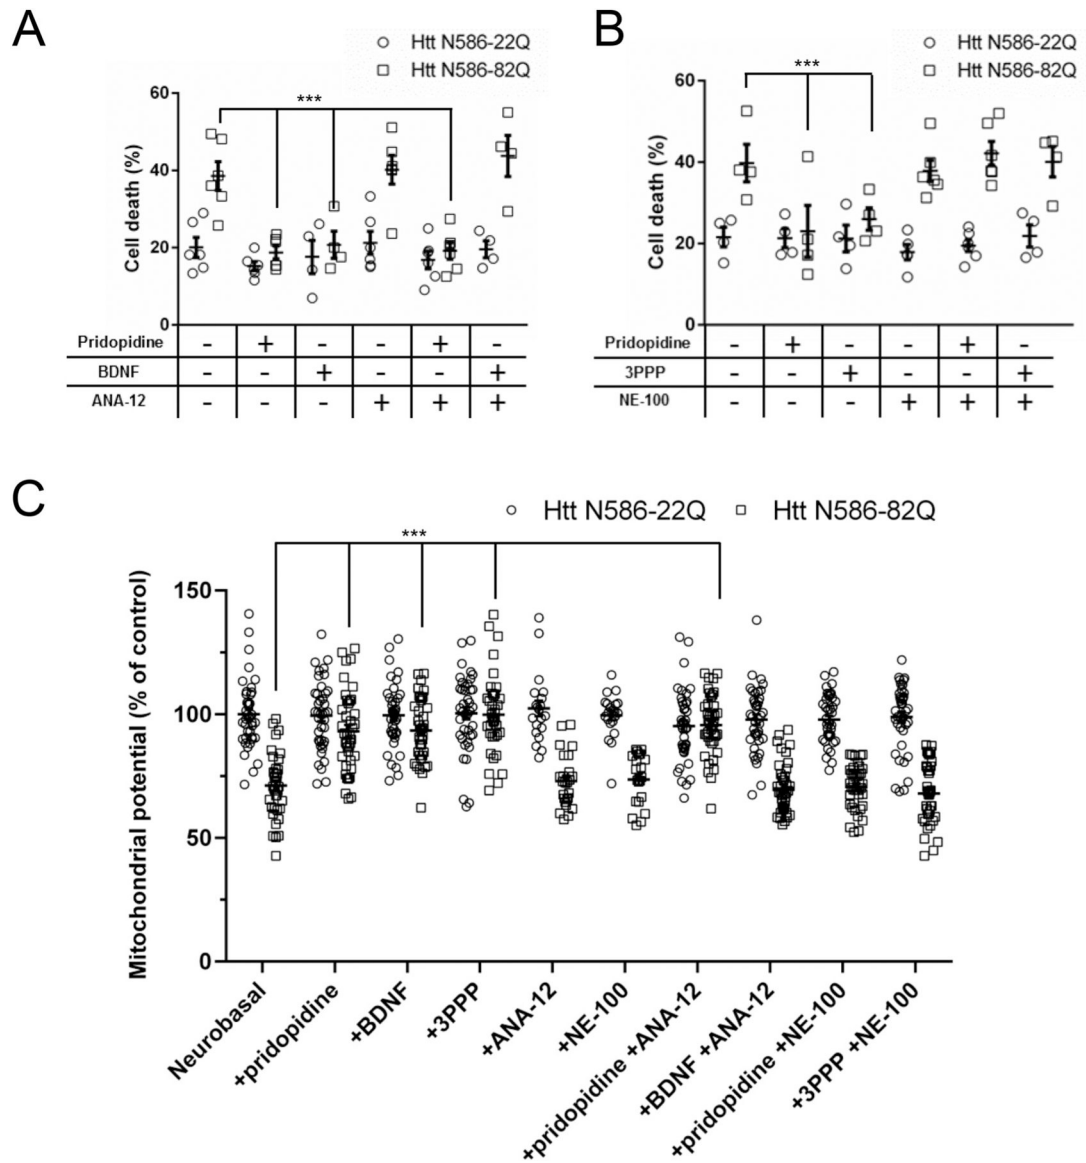 A
Htt N586-22Q
Htt N586-82Q
***
60
40
20
0
Cell death (%)
Pridopidine - + - - + -
BDNF - - + - - +
ANA-12 - - - + + +
B
Htt N586-22Q
Htt N586-82Q
***
60
40
20
0
Cell death (%)
Pridopidine - + - - + -
3PPP - - + - - +
NE-100 - - - + + +
C
Htt N586-22Q Htt N586-82Q
***
150
100
50
0
Mitochondrial potential (% of control)
Neurobasal
+pridopidine
+BDNF
+3PPP
+ANA-12
+NE-100
+pridopidine +ANA-12
+BDNF +ANA-12
+pridopidine +NE-100
+3PPP +NE-100